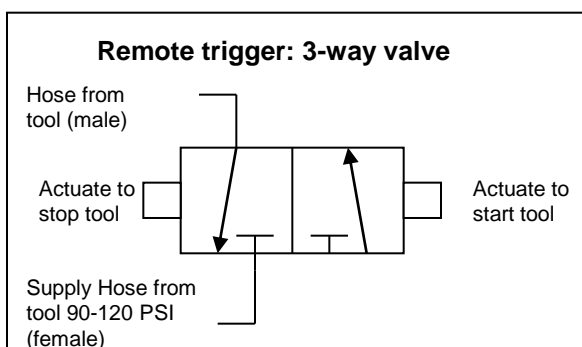 Remote trigger: 3-way valve
Hose from
tool (male)
Actuate to
stop tool
Actuate to
start tool
Supply Hose from
tool 90-120 PSI
(female)